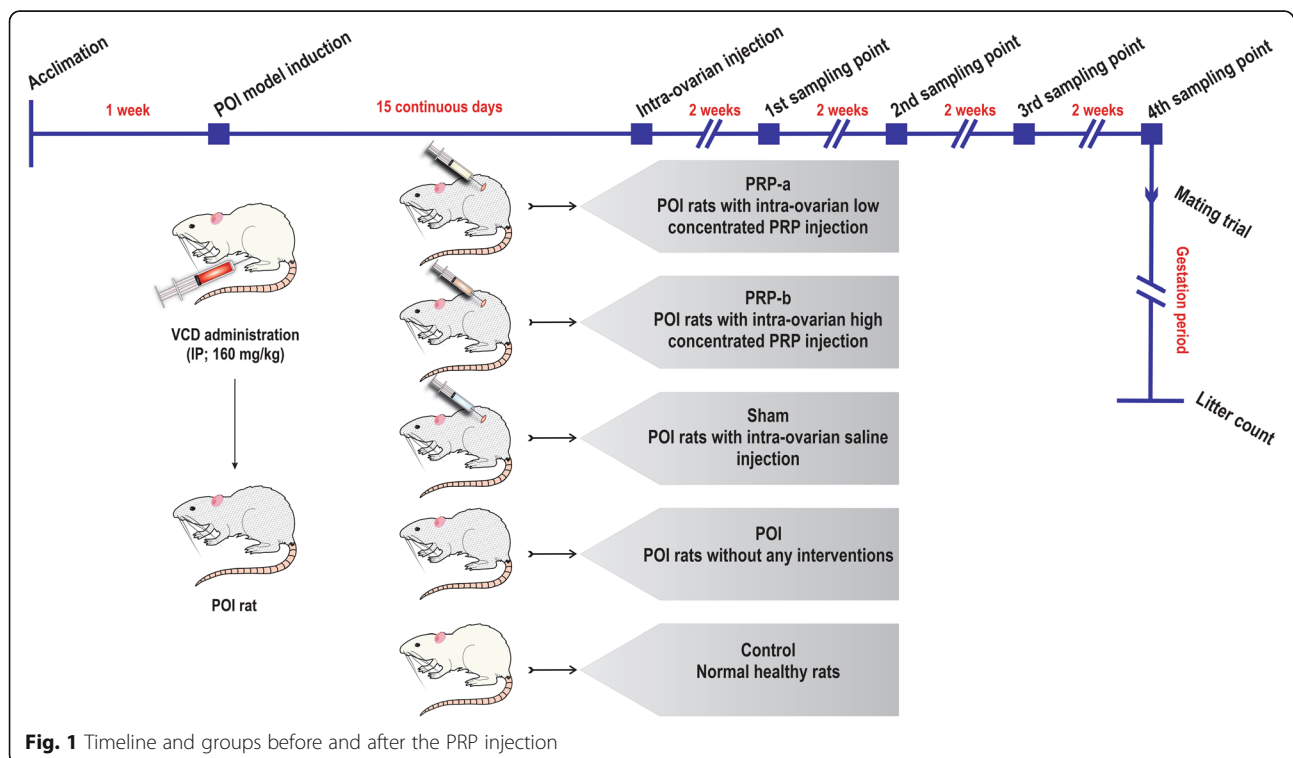 Acclimation
POI model induction
Intra-ovarian injection
1st sampling point
2nd sampling point
3rd sampling point
4th sampling point
1 week
15 continuous days
2 weeks
2 weeks
2 weeks
2 weeks
Mating trial
Gestation period
Litter count
VCD administration
(IP; 160 mg/kg)
POI rat
PRP-a
POI rats with intra-ovarian low
concentrated PRP injection
PRP-b
POI rats with intra-ovarian high
concentrated PRP injection
Sham
POI rats with intra-ovarian saline
injection
POI
POI rats without any interventions
Control
Normal healthy rats
Fig. 1 Timeline and groups before and after the PRP injection